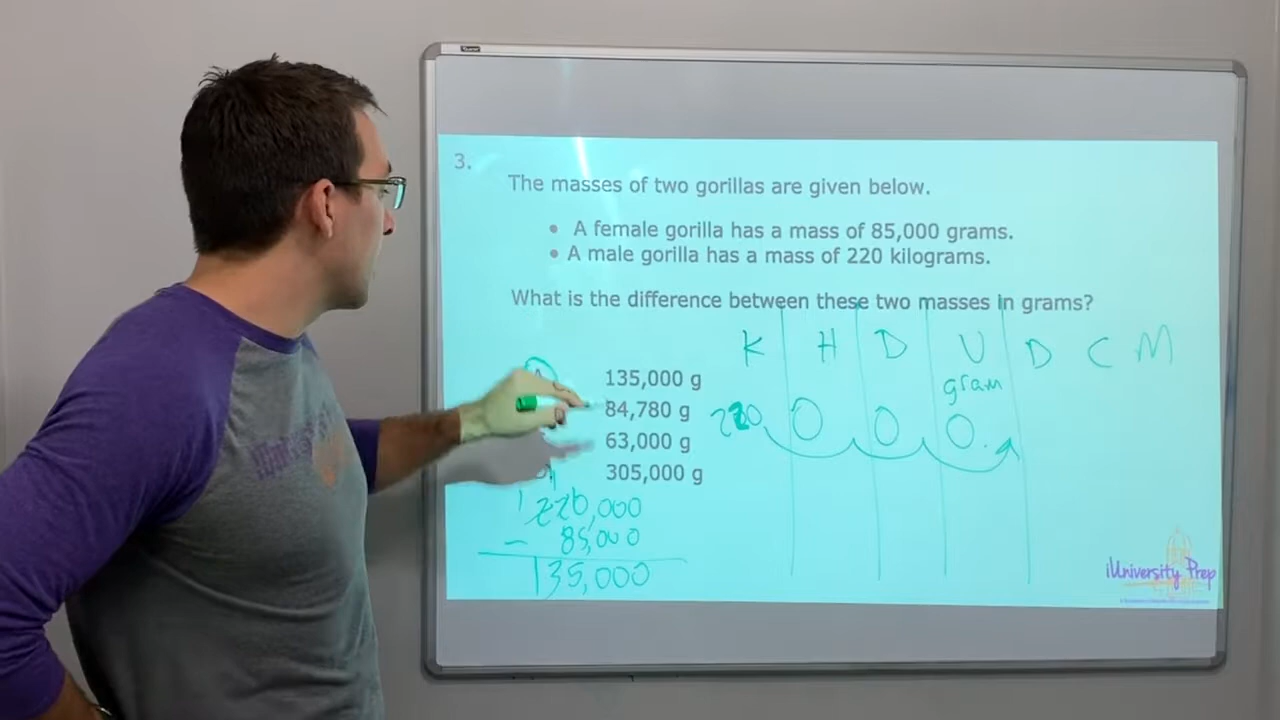 3.
The masses of two gorillas are given below.
• A female gorilla has a mass of 85,000 grams.
• A male gorilla has a mass of 220 kilograms.
What is the difference between these two masses in grams?
K H D U D C M
gram
135,000 g
84,780 g
63,000 g
305,000 g
220 0 0 0.
220,000
- 85,000
135,000
iUniversity Prep